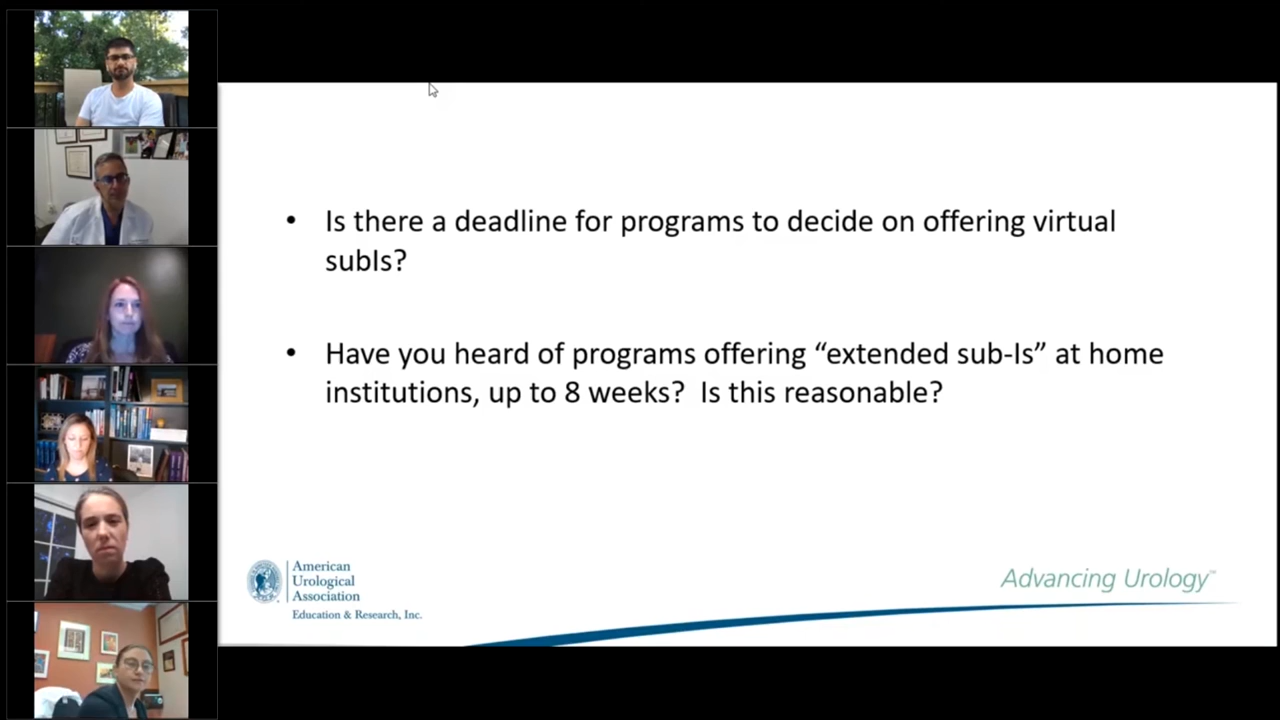 • Is there a deadline for programs to decide on offering virtual
subIs?
• Have you heard of programs offering “extended sub-Is” at home
institutions, up to 8 weeks?  Is this reasonable?
American
Urological
Association
Education & Research, Inc.
Advancing Urology™